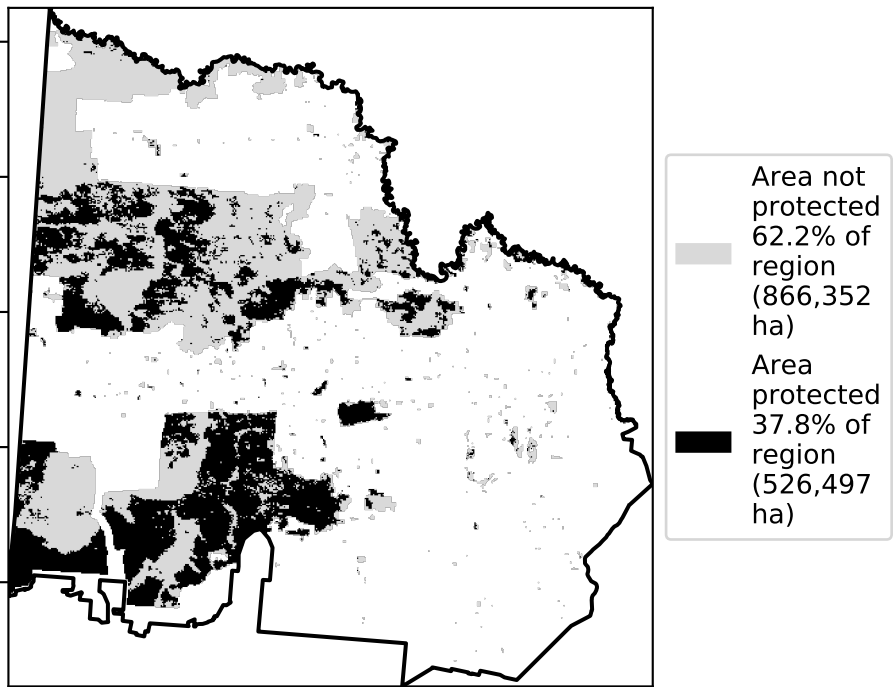 Area not
protected
62.2% of
region
(866,352
ha)
Area
protected
37.8% of
region
(526,497
ha)